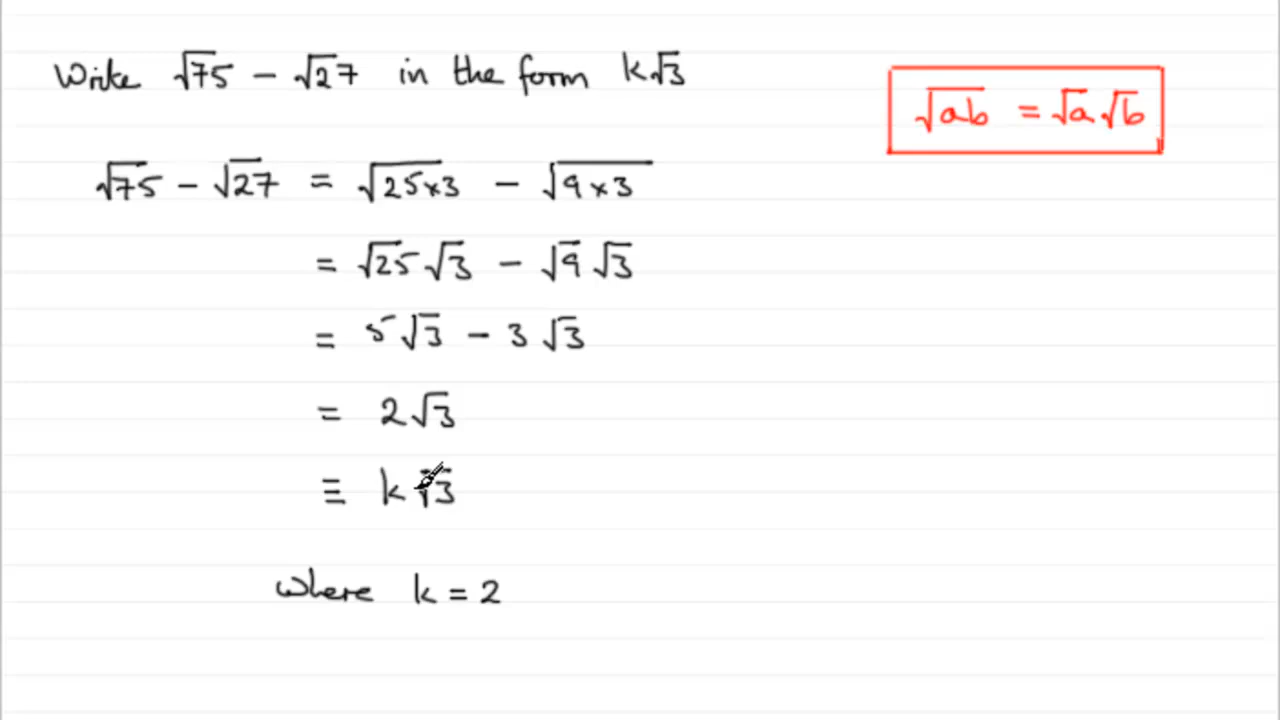 Write √75 − √27 in the form k√3
√ab = √a √b
√75 − √27 = √25×3 − √9×3
= √25 √3 − √9 √3
= 5√3 − 3√3
= 2√3
≡ k√3
where k = 2